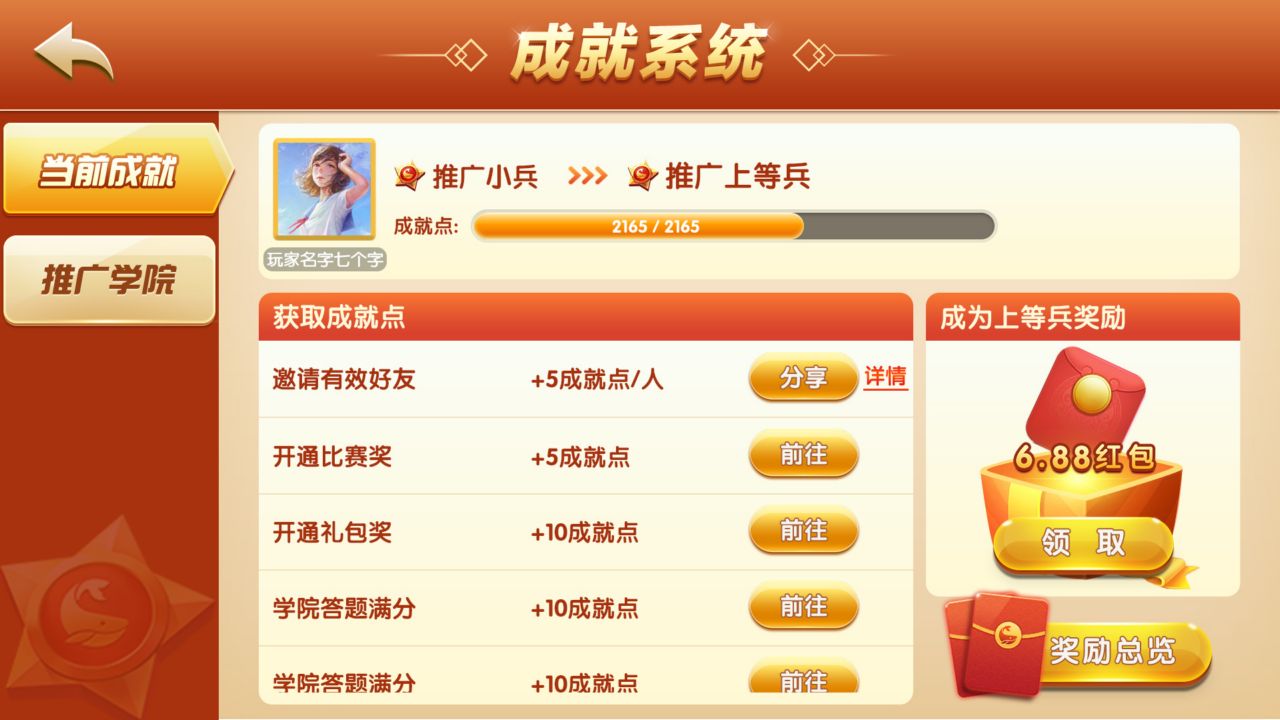 成就系统
当前成就
推广学院
推广小兵 >>> 推广上等兵
成就点: 2165 / 2165
玩家名字七个字
获取成就点
邀请有效好友 +5成就点/人 分享 详情
开通比赛奖 +5成就点 前往
开通礼包奖 +10成就点 前往
学院答题满分 +10成就点 前往
学院答题满分 +10成就点 前往
成为上等兵奖励
6.88红包
领 取
奖励总览